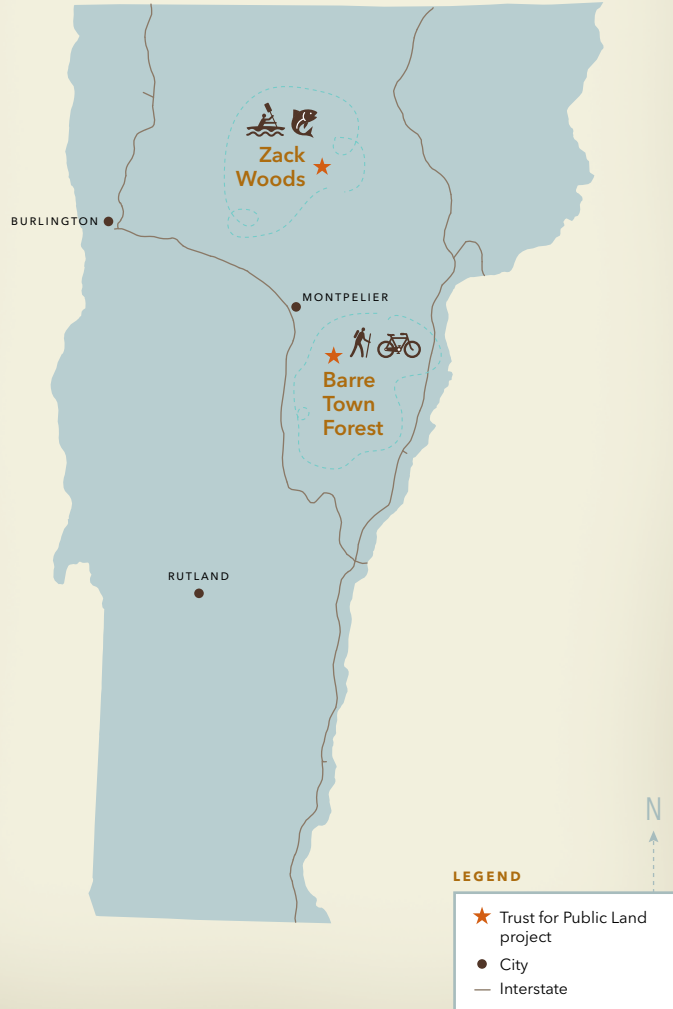 Zack
Woods
BURLINGTON
MONTPELIER
Barre
Town
Forest
RUTLAND
N
LEGEND
Trust for Public Land
project
City
Interstate